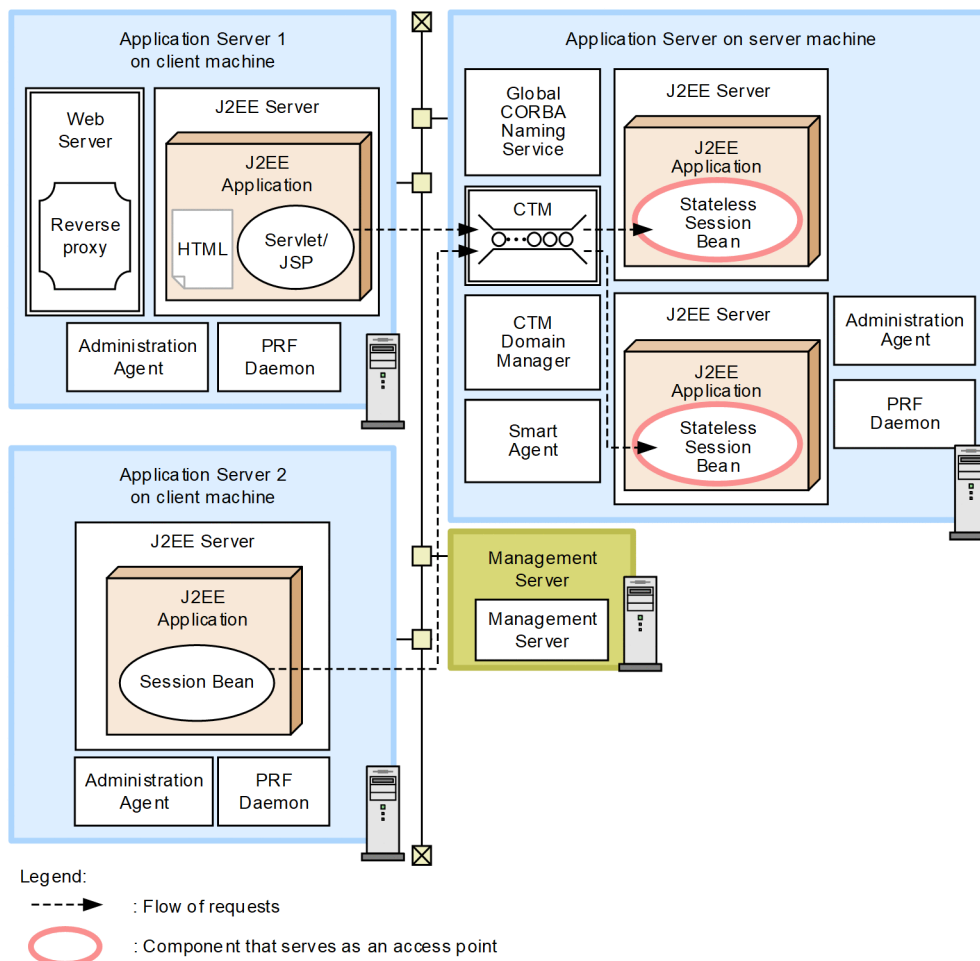 Application Server 1
on client machine
Web
Server
Reverse
proxy
J2EE Server
J2EE
Application
HTML
Servlet/
JSP
Administration
Agent
PRF
Daemon
Application Server on server machine
Global
CORBA
Naming
Service
CTM
CTM
Domain
Manager
Smart
Agent
J2EE Server
J2EE
Application
Stateless
Session
Bean
J2EE Server
J2EE
Application
Stateless
Session
Bean
Administration
Agent
PRF
Daemon
Application Server 2
on client machine
J2EE Server
J2EE
Application
Session Bean
Administration
Agent
PRF
Daemon
Management
Server
Management
Server
Legend:
: Flow of requests
: Component that serves as an access point